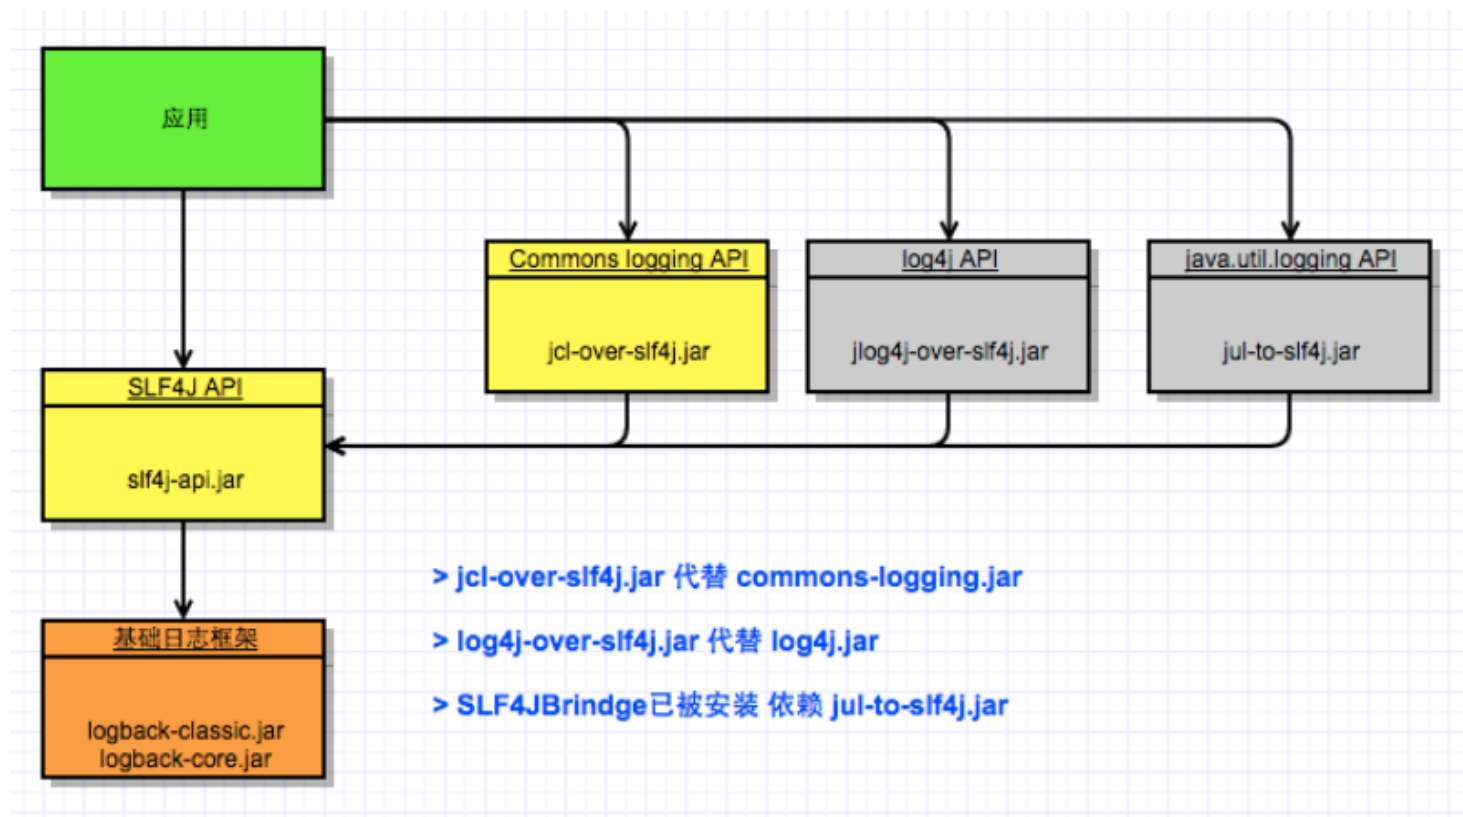 应用
Commons logging API
jcl-over-slf4j.jar
log4j API
jlog4j-over-slf4j.jar
java.util.logging API
jul-to-slf4j.jar
SLF4J API
slf4j-api.jar
基础日志框架
logback-classic.jar
logback-core.jar
> jcl-over-slf4j.jar 代替 commons-logging.jar
> log4j-over-slf4j.jar 代替 log4j.jar
> SLF4JBrindge已被安装 依赖 jul-to-slf4j.jar